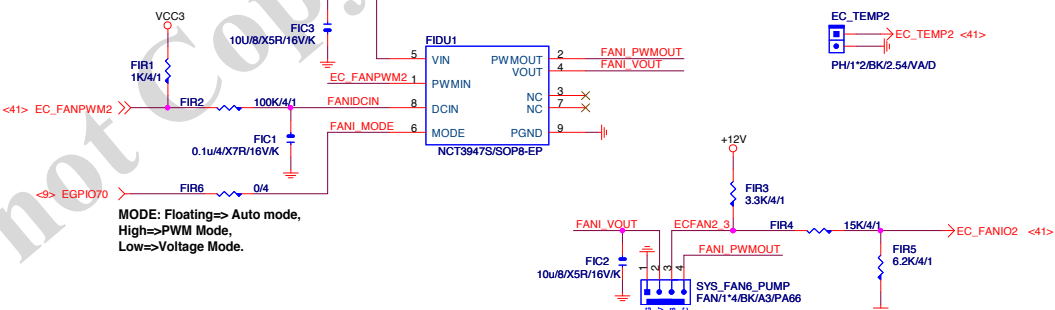 VCC3
FIR1
1K/4/1
<41> EC_FANPWM2
FIR2
100K/4/1
FIC3
10U/8/X5R/16V/K
FIDU1
5
VIN
EC_FANPWM2
1
PWMIN
FANIDCIN
8
DCIN
FANI_MODE
6
MODE
PWMOUT
2
FANI_PWMOUT
VOUT
4
FANI_VOUT
NC
3
NC
7
PGND
9
NCT3947S/SOP8-EP
FIC1
0.1u/4/X7R/16V/K
<9> EGPIO70
FIR6
0/4
MODE: Floating=> Auto mode,
High=>PWM Mode,
Low=>Voltage Mode.
EC_TEMP2
EC_TEMP2 <41>
PH/1*2/BK/2.54/VA/D
+12V
FIR3
3.3K/4/1
FANI_VOUT
ECFAN2_3
FIR4
15K/4/1
EC_FANIO2 <41>
FANI_PWMOUT
FIR5
6.2K/4/1
FIC2
10u/8/X5R/16V/K
1
2
3
4
SYS_FAN6_PUMP
FAN/1*4/BK/A3/PA66
not Copy